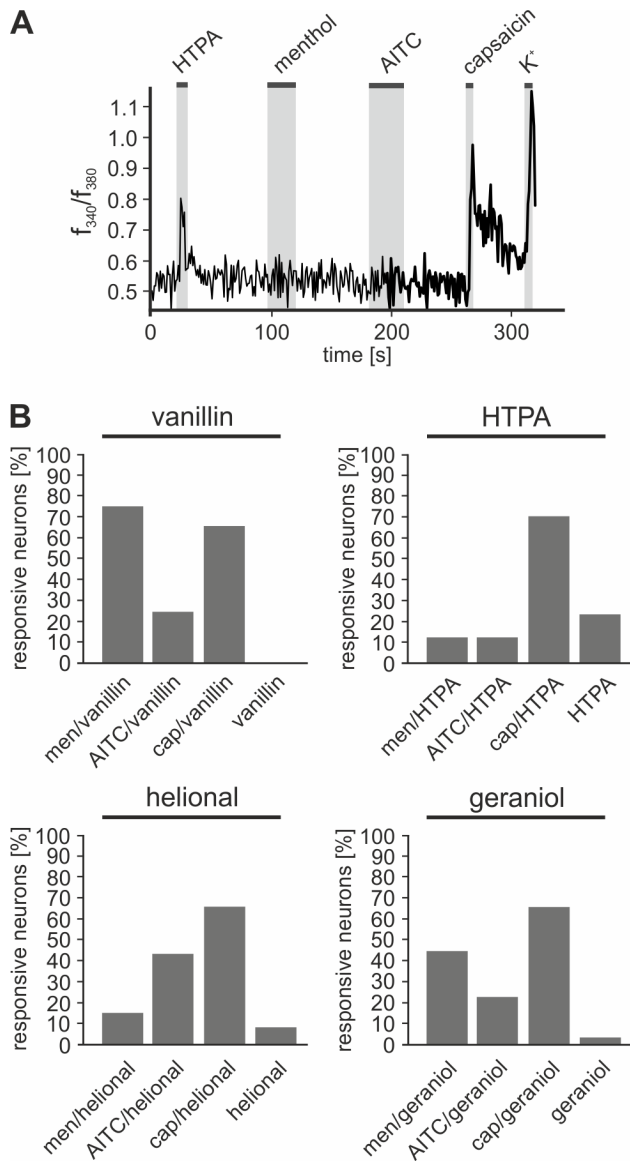 A
HTPA
menthol
AITC
capsaicin
K⁺
f340/f380
1.1
1.0
0.9
0.8
0.7
0.6
0.5
0
100
200
300
time [s]
B
vanillin
responsive neurons [%]
100
90
80
70
60
50
40
30
20
10
0
men/vanillin
AITC/vanillin
cap/vanillin
vanillin
HTPA
responsive neurons [%]
100
90
80
70
60
50
40
30
20
10
0
men/HTPA
AITC/HTPA
cap/HTPA
HTPA
helional
responsive neurons [%]
100
90
80
70
60
50
40
30
20
10
0
men/helional
AITC/helional
cap/helional
helional
geraniol
responsive neurons [%]
100
90
80
70
60
50
40
30
20
10
0
men/geraniol
AITC/geraniol
cap/geraniol
geraniol